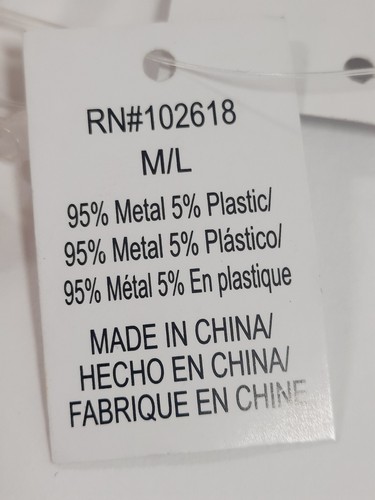 RN#102618
M/L
95% Metal 5% Plastic/
95% Metal 5% Plástico/
95% Métal 5% En plastique
MADE IN CHINA/
HECHO EN CHINA/
FABRIQUE EN CHINE